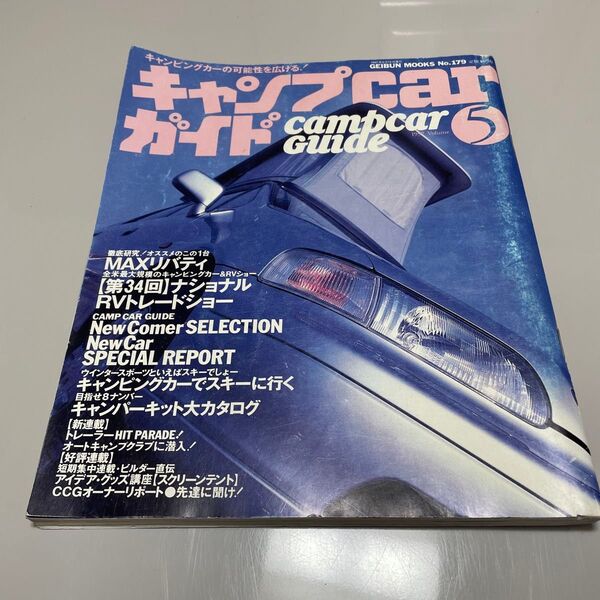 キャンピングカーの可能性を広げる!
GEIBUN MOOKS No.179
キャンプcar
ガイド
campcar
GUIDE
Volume
5
徹底研究!オススメのこの1台
MAXリバティ
全米最大規模のキャンピングカー&RVショー
【第34回】ナショナル
RVトレードショー
CAMP CAR GUIDE
New Comer SELECTION
New Car
SPECIAL REPORT
ウインタースポーツといえばスキーでしょー
キャンピングカーでスキーに行く
目指せ8ナンバー
キャンパーキット大カタログ
【新連載】
トレーラーHIT PARADE!
オートキャンプクラブに潜入!
【好評連載】
短期集中連載・ビルダー直伝
アイデア・グッズ講座【スクリーンテント】
CCGオーナーリポート●先達に聞け!